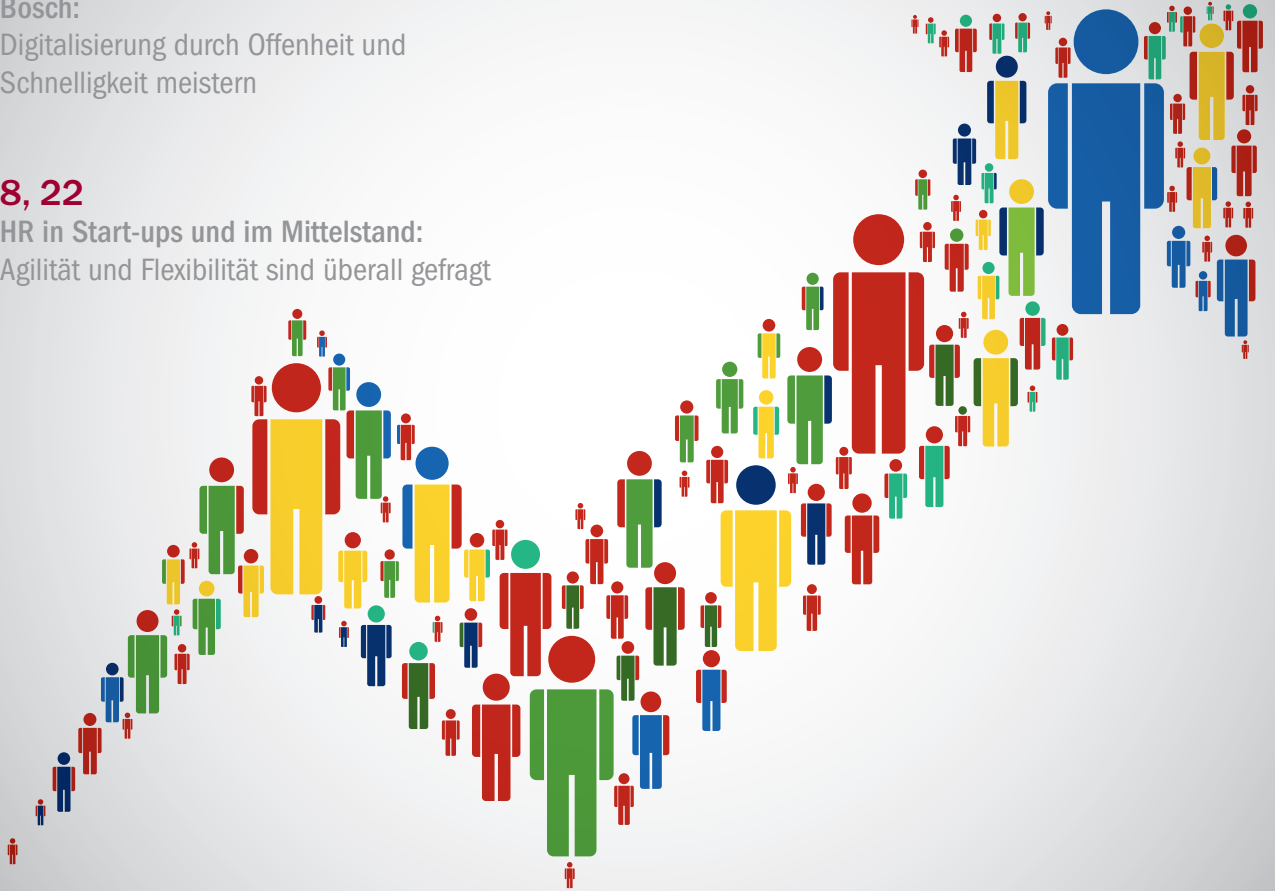 Bosch:
Digitalisierung durch Offenheit und
Schnelligkeit meistern
8, 22
HR in Start-ups und im Mittelstand:
Agilität und Flexibilität sind überall gefragt